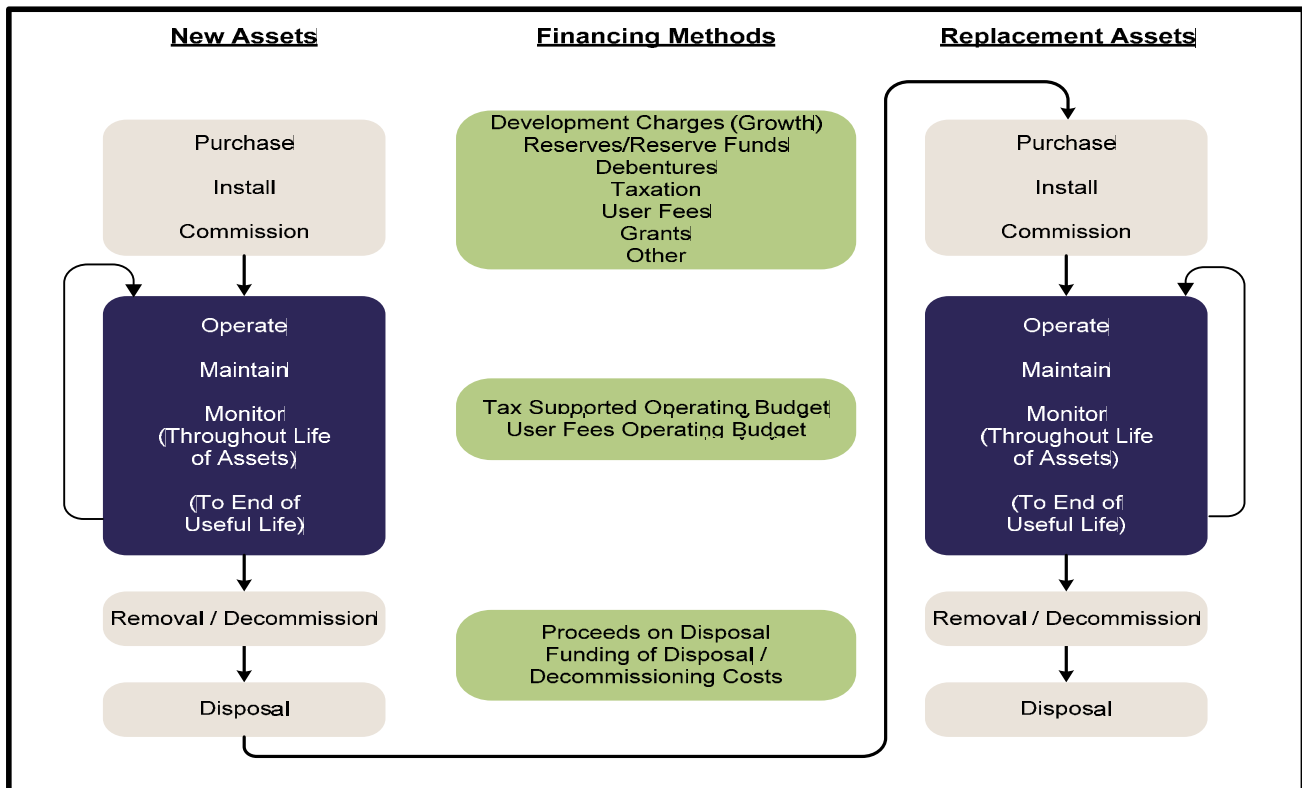 New Assets
Purchase
Install
Commission
Operate
Maintain
Monitor
(Throughout Life
of Assets)
(To End of
Useful Life)
Removal / Decommission
Disposal
Financing Methods
Development Charges (Growth)
Reserves/Reserve Funds
Debentures
Taxation
User Fees
Grants
Other
Tax Supported Operating Budget
User Fees Operating Budget
Proceeds on Disposal
Funding of Disposal /
Decommissioning Costs
Replacement Assets
Purchase
Install
Commission
Operate
Maintain
Monitor
(Throughout Life
of Assets)
(To End of
Useful Life)
Removal / Decommission
Disposal